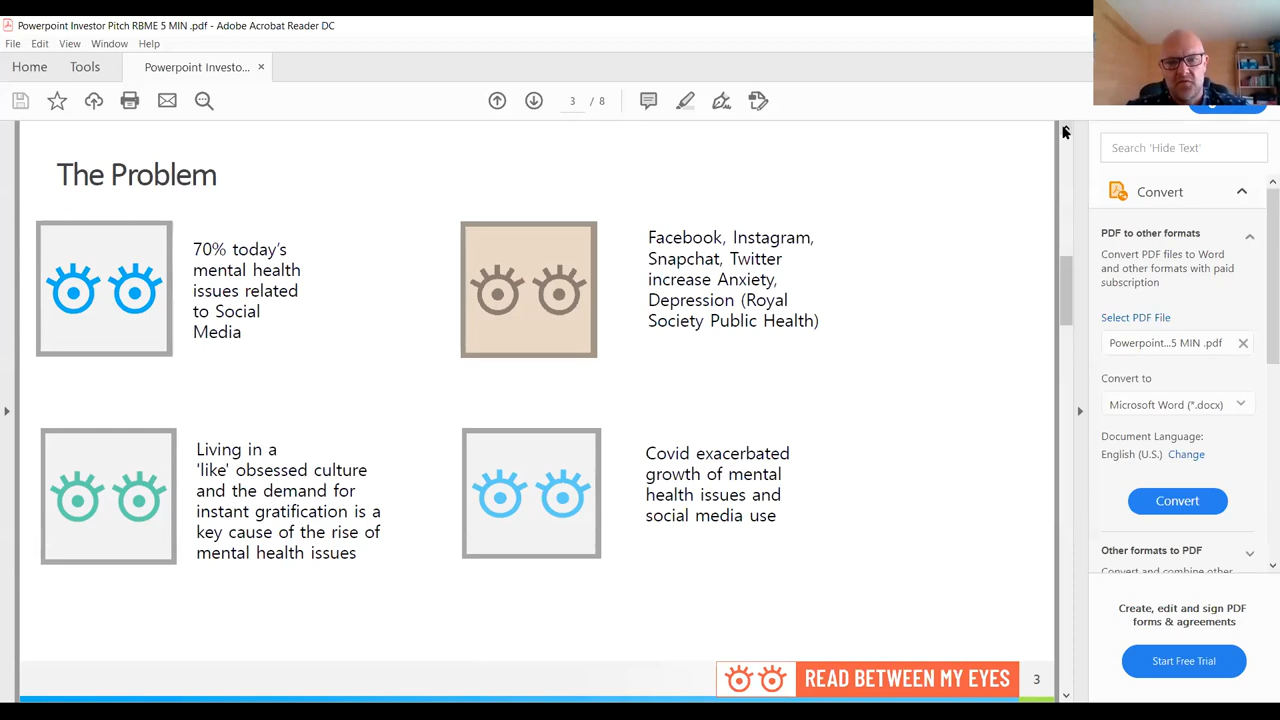 Powerpoint Investor Pitch RBME 5 MIN .pdf - Adobe Acrobat Reader DC
File Edit View Window Help
Home Tools Powerpoint Investo... ×
3 / 8
The Problem
70% today's
mental health
issues related
to Social
Media
Facebook, Instagram,
Snapchat, Twitter
increase Anxiety,
Depression (Royal
Society Public Health)
Living in a
'like' obsessed culture
and the demand for
instant gratification is a
key cause of the rise of
mental health issues
Covid exacerbated
growth of mental
health issues and
social media use
READ BETWEEN MY EYES
3
Search 'Hide Text'
Convert
PDF to other formats
Convert PDF files to Word
and other formats with paid
subscription
Select PDF File
Powerpoint...5 MIN .pdf
Convert to
Microsoft Word (*.docx)
Document Language:
English (U.S.) Change
Convert
Other formats to PDF
Convert and combine other
Create, edit and sign PDF
forms & agreements
Start Free Trial